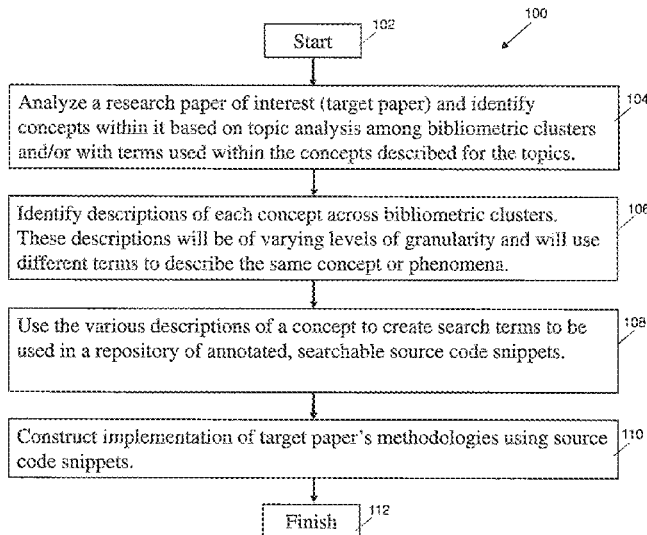 100
Start
102
Analyze a research paper of interest (target paper) and identify
concepts within it based on topic analysis among bibliometric clusters
and/or with terms used within the concepts described for the topics.
104
Identify descriptions of each concept across bibliometric clusters.
These descriptions will be of varying levels of granularity and will use
different terms to describe the same concept or phenomena.
106
Use the various descriptions of a concept to create search terms to be
used in a repository of annotated, searchable source code snippets.
108
Construct implementation of target paper's methodologies using source
code snippets.
110
Finish
112